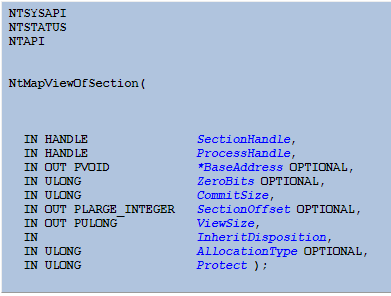 NTSYSAPI
NTSTATUS
NTAPI
NtMapViewOfSection(
IN HANDLE SectionHandle,
IN HANDLE ProcessHandle,
IN OUT PVOID *BaseAddress OPTIONAL,
IN ULONG ZeroBits OPTIONAL,
IN ULONG CommitSize,
IN OUT PLARGE_INTEGER SectionOffset OPTIONAL,
IN OUT PULONG ViewSize,
IN InheritDisposition,
IN ULONG AllocationType OPTIONAL,
IN ULONG Protect );